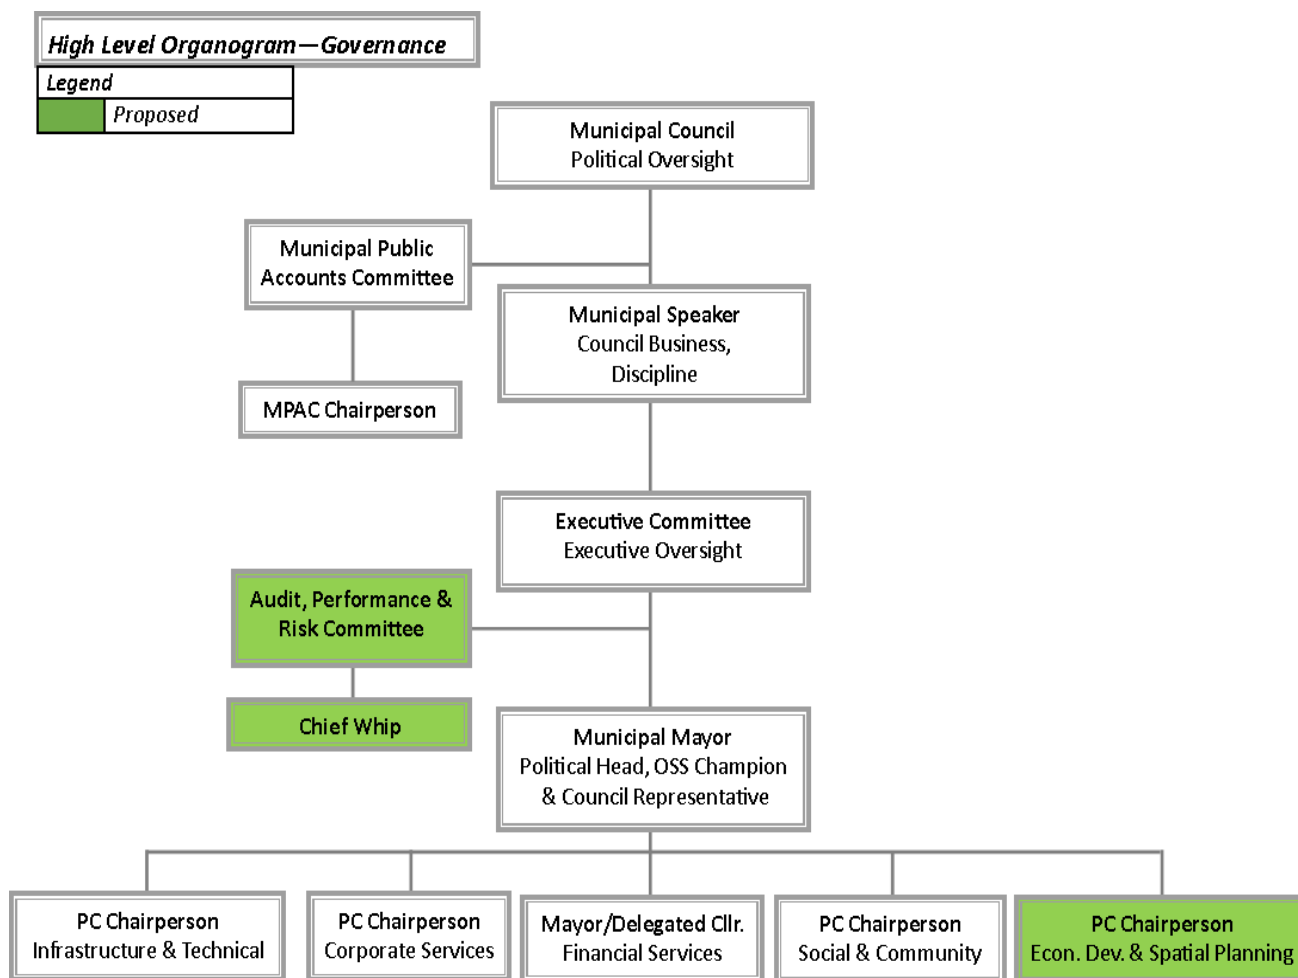 High Level Organogram—Governance
Legend
Proposed
Municipal Council
Political Oversight
Municipal Public
Accounts Committee
Municipal Speaker
Council Business,
Discipline
MPAC Chairperson
Executive Committee
Executive Oversight
Audit, Performance &
Risk Committee
Chief Whip
Municipal Mayor
Political Head, OSS Champion
& Council Representative
PC Chairperson
Infrastructure & Technical
PC Chairperson
Corporate Services
Mayor/Delegated Cllr.
Financial Services
PC Chairperson
Social & Community
PC Chairperson
Econ. Dev. & Spatial Planning